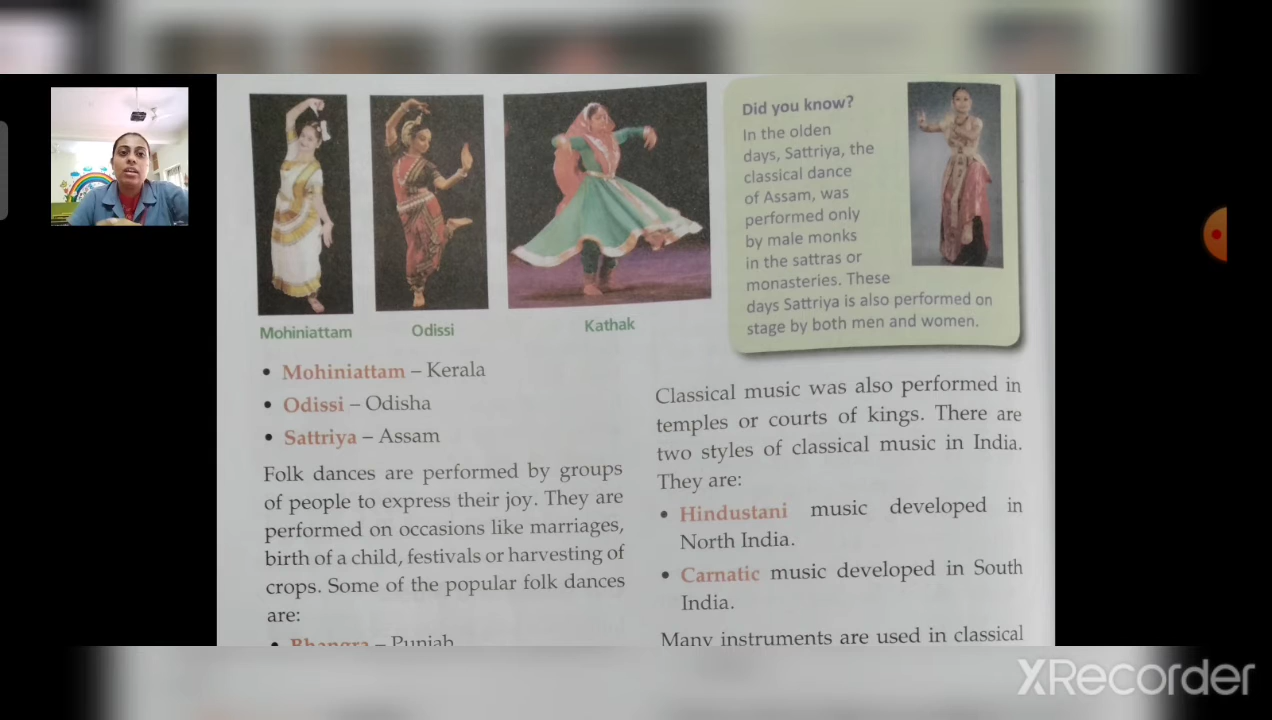 Mohiniattam
Odissi
Kathak
Did you know?
In the olden
days, Sattriya, the
classical dance
of Assam, was
performed only
by male monks
in the sattras or
monasteries. These
days Sattriya is also performed on
stage by both men and women.
• Mohiniattam – Kerala
• Odissi – Odisha
• Sattriya – Assam
Folk dances are performed by groups
of people to express their joy. They are
performed on occasions like marriages,
birth of a child, festivals or harvesting of
crops. Some of the popular folk dances
are:
• Bhangra – Punjab
Classical music was also performed in
temples or courts of kings. There are
two styles of classical music in India.
They are:
• Hindustani music developed in
North India.
• Carnatic music developed in South
India.
Many instruments are used in classical
XRecorder